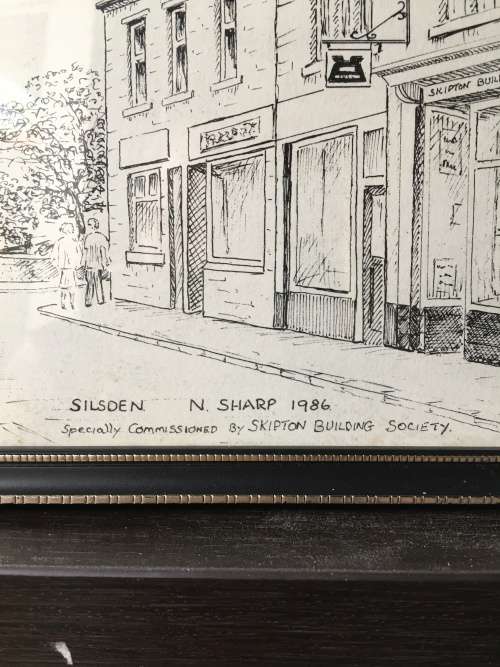 SKIPTON BUIL
SILSDEN. N. SHARP 1986.
Specially COMMISSIONED By SKIPTON BUILDING SOCIETY.